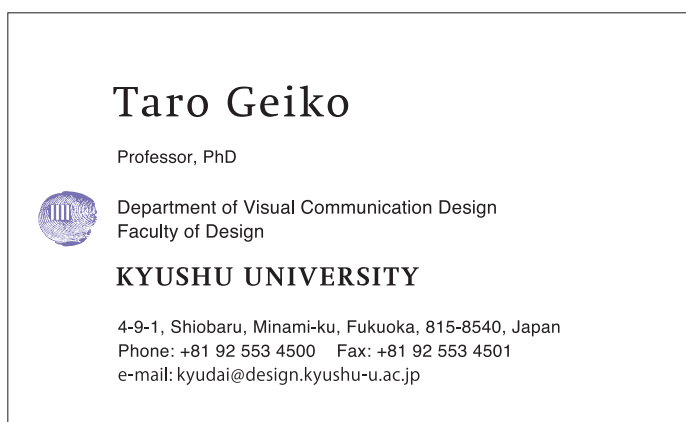 Taro Geiko
Professor, PhD
Department of Visual Communication Design
Faculty of Design
KYUSHU UNIVERSITY
4-9-1, Shiobaru, Minami-ku, Fukuoka, 815-8540, Japan
Phone: +81 92 553 4500 Fax: +81 92 553 4501
e-mail: kyudai@design.kyushu-u.ac.jp